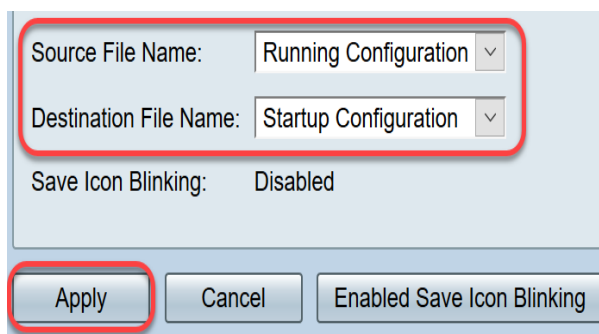 Source File Name: Running Configuration
Destination File Name: Startup Configuration
Save Icon Blinking: Disabled
Apply Cancel Enabled Save Icon Blinking